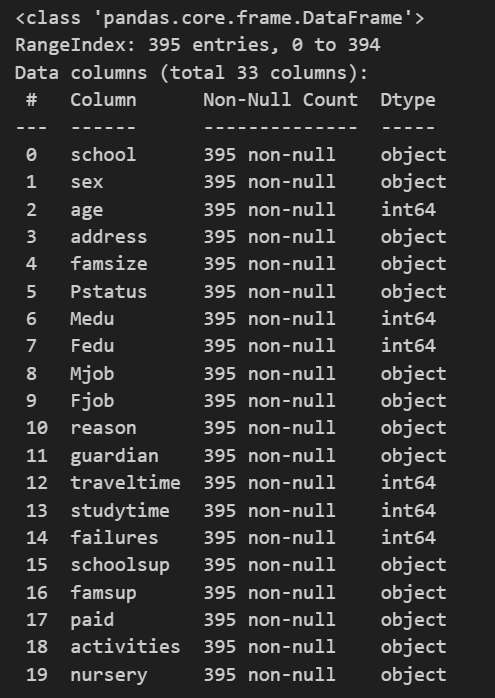 <class 'pandas.core.frame.DataFrame'>
RangeIndex: 395 entries, 0 to 394
Data columns (total 33 columns):
 #   Column      Non-Null Count  Dtype
---  ------      --------------  -----
 0   school      395 non-null    object
 1   sex         395 non-null    object
 2   age         395 non-null    int64
 3   address     395 non-null    object
 4   famsize     395 non-null    object
 5   Pstatus     395 non-null    object
 6   Medu        395 non-null    int64
 7   Fedu        395 non-null    int64
 8   Mjob        395 non-null    object
 9   Fjob        395 non-null    object
 10  reason      395 non-null    object
 11  guardian    395 non-null    object
 12  traveltime  395 non-null    int64
 13  studytime   395 non-null    int64
 14  failures    395 non-null    int64
 15  schoolsup   395 non-null    object
 16  famsup      395 non-null    object
 17  paid        395 non-null    object
 18  activities  395 non-null    object
 19  nursery     395 non-null    object